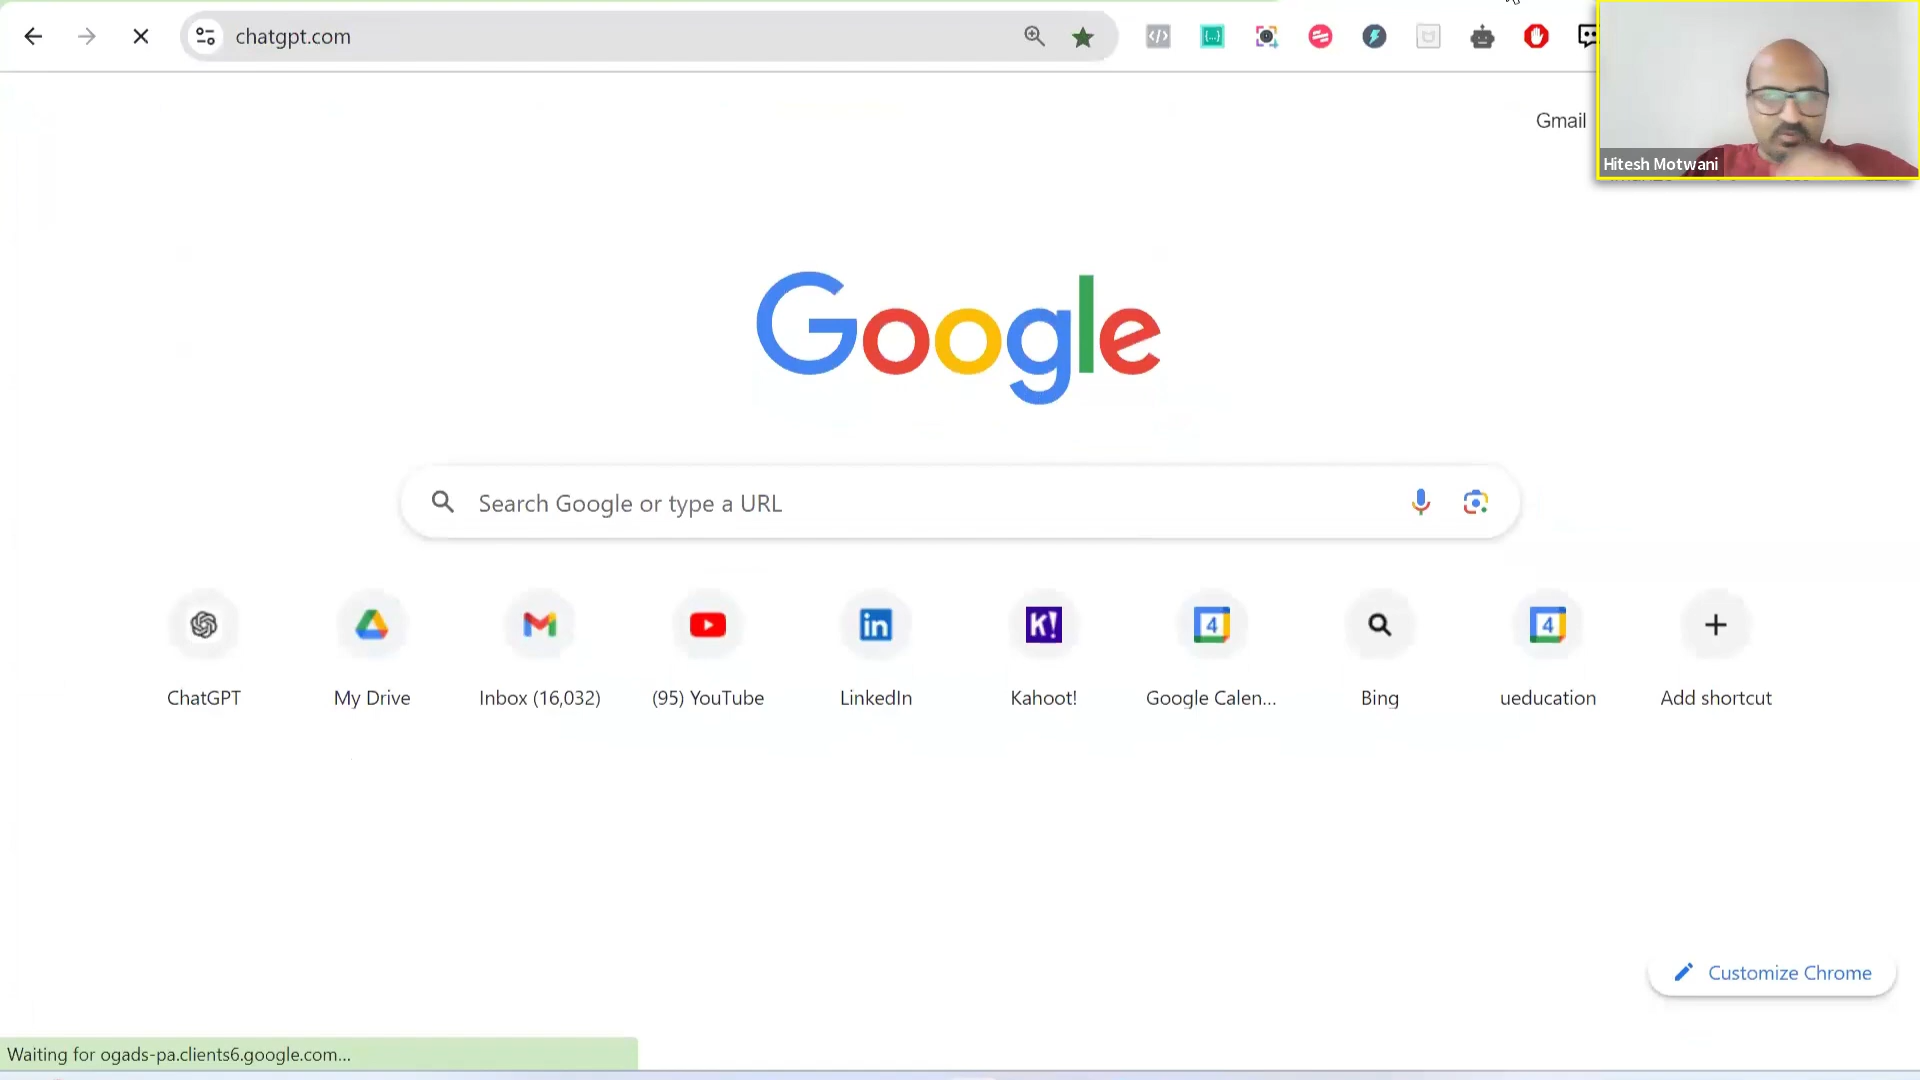 chatgpt.com
Gmail
Hitesh Motwani
Google
Search Google or type a URL
ChatGPT
My Drive
Inbox (16,032)
(95) YouTube
LinkedIn
Kahoot!
Google Calen...
Bing
ueducation
Add shortcut
Customize Chrome
Waiting for ogads-pa.clients6.google.com...